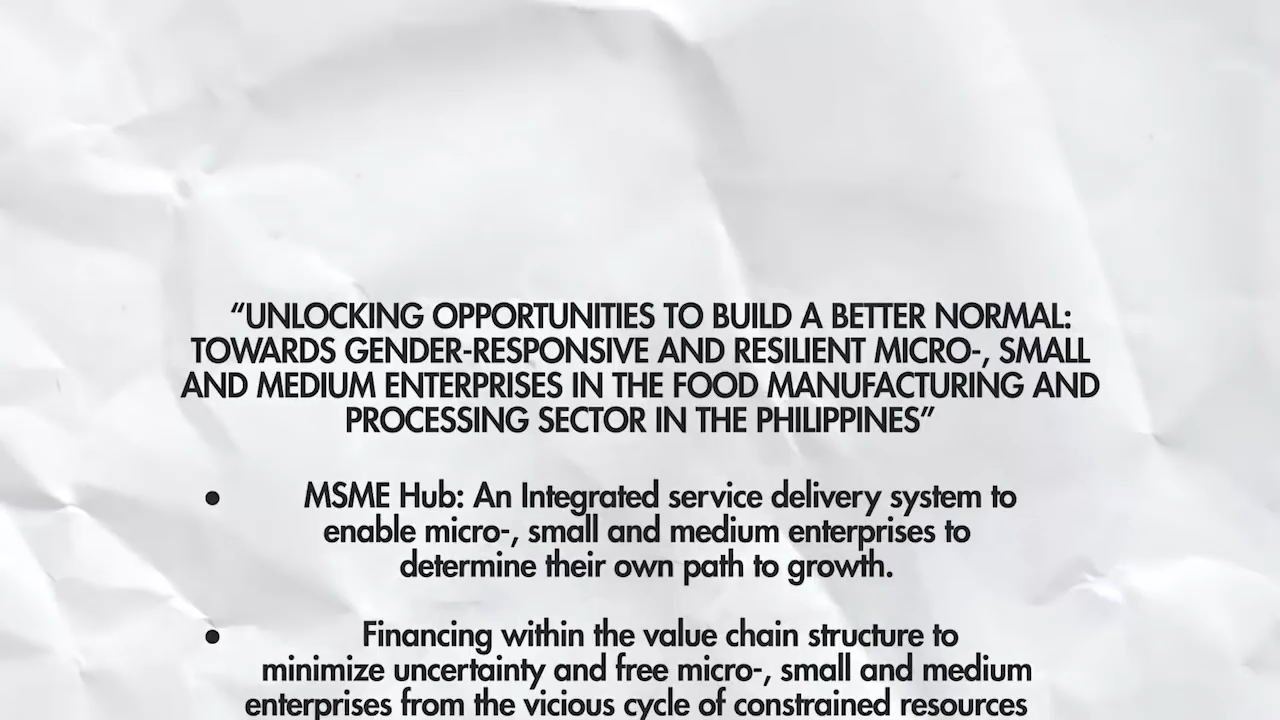 “UNLOCKING OPPORTUNITIES TO BUILD A BETTER NORMAL:
TOWARDS GENDER-RESPONSIVE AND RESILIENT MICRO-, SMALL
AND MEDIUM ENTERPRISES IN THE FOOD MANUFACTURING AND
PROCESSING SECTOR IN THE PHILIPPINES”
● MSME Hub: An Integrated service delivery system to
enable micro-, small and medium enterprises to
determine their own path to growth.
● Financing within the value chain structure to
minimize uncertainty and free micro-, small and medium
enterprises from the vicious cycle of constrained resources